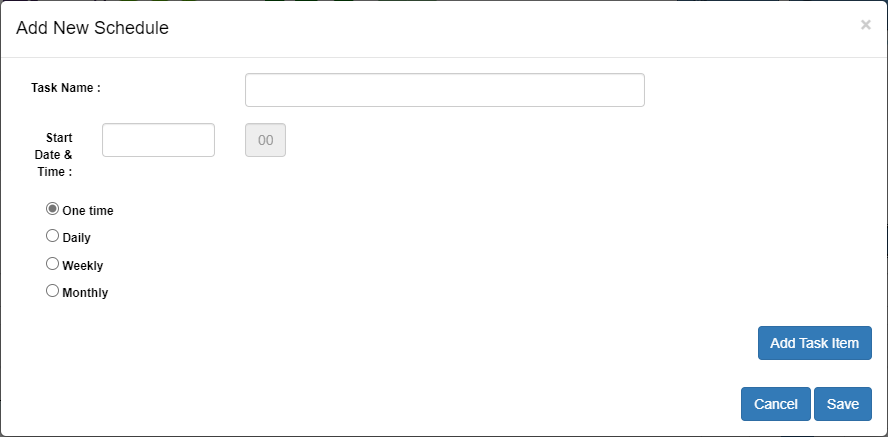 Add New Schedule
×
Task Name :
Start
Date &
Time :
00
One time
Daily
Weekly
Monthly
Add Task Item
Cancel
Save